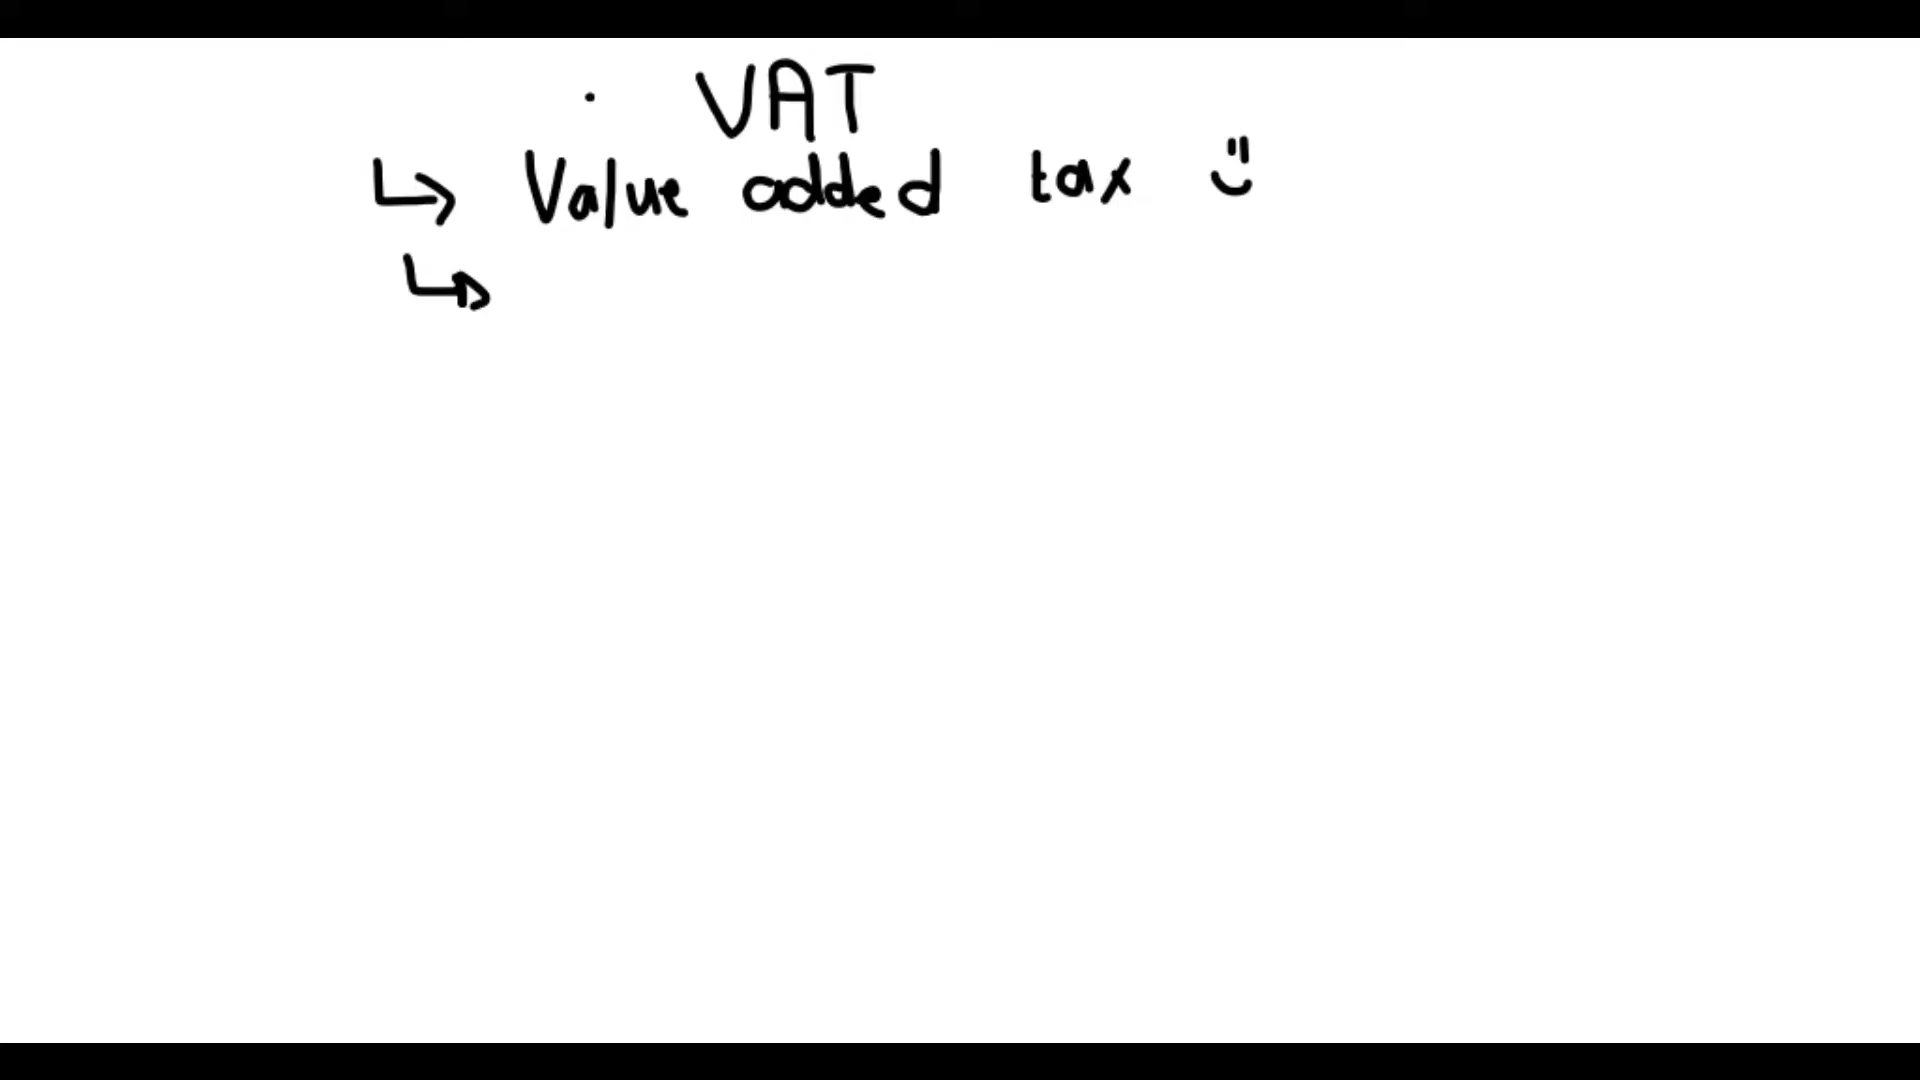 VAT
↳ Value added tax
↳